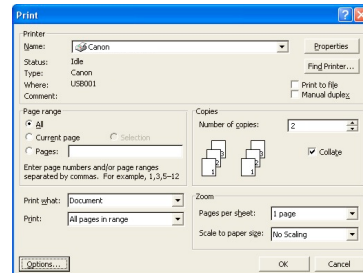 Print
Printer
Name: Canon Properties
Status: Idle Find Printer...
Type: Canon
Where: USB001 Print to file
Comment: Manual duplex
Page range
All
Current page Selection
Pages:
Enter page numbers and/or page ranges
separated by commas. For example, 1,3,5–12
Copies
Number of copies: 2
Collate
Print what: Document
Print: All pages in range
Zoom
Pages per sheet: 1 page
Scale to paper size: No Scaling
Options... OK Cancel